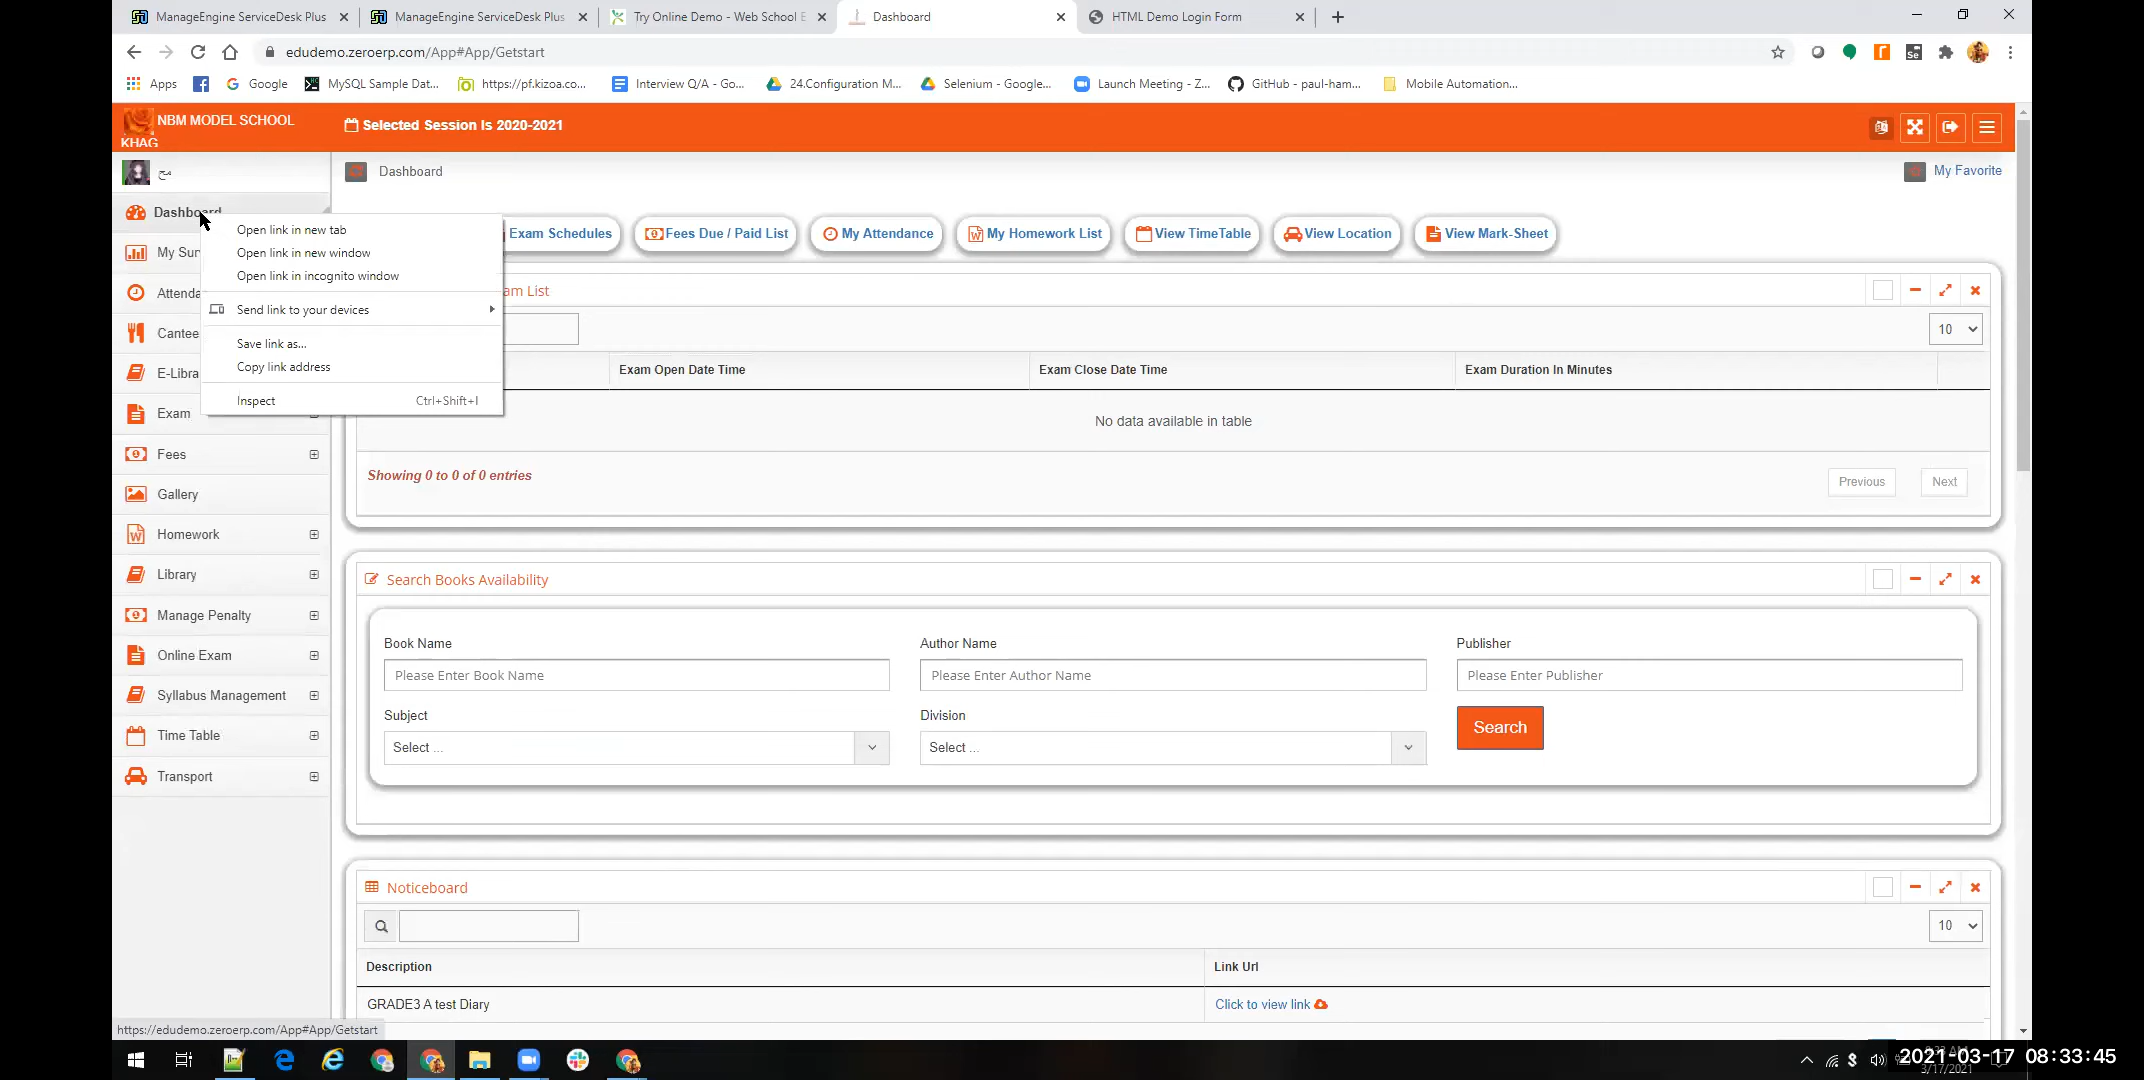 ManageEngine ServiceDesk Plus
ManageEngine ServiceDesk Plus
Try Online Demo - Web School E
Dashboard
HTML Demo Login Form
edudemo.zeroerp.com/App#App/Getstart
Apps
Google
MySQL Sample Dat...
https://pf.kizoa.co...
Interview Q/A - Go...
24.Configuration M...
Selenium - Google...
Launch Meeting - Z...
GitHub - paul-ham...
Mobile Automation...
NBM MODEL SCHOOL
KHAG
Selected Session Is 2020-2021
Dashboard
My Favorite
Dashboard
My Sur
Attenda
Cantee
E-Libra
Exam
Fees
Gallery
Homework
Library
Manage Penalty
Online Exam
Syllabus Management
Time Table
Transport
Open link in new tab
Open link in new window
Open link in incognito window
Send link to your devices
Save link as...
Copy link address
Inspect Ctrl+Shift+I
Exam Schedules
Fees Due / Paid List
My Attendance
My Homework List
View TimeTable
View Location
View Mark-Sheet
am List
10
Exam Open Date Time
Exam Close Date Time
Exam Duration In Minutes
No data available in table
Showing 0 to 0 of 0 entries
Previous
Next
Search Books Availability
Book Name
Author Name
Publisher
Please Enter Book Name
Please Enter Author Name
Please Enter Publisher
Subject
Division
Select ...
Select ...
Search
Noticeboard
10
Description
Link Url
GRADE3 A test Diary
Click to view link
https://edudemo.zeroerp.com/App#App/Getstart
2021-03-17 08:33:45
3/17/2021